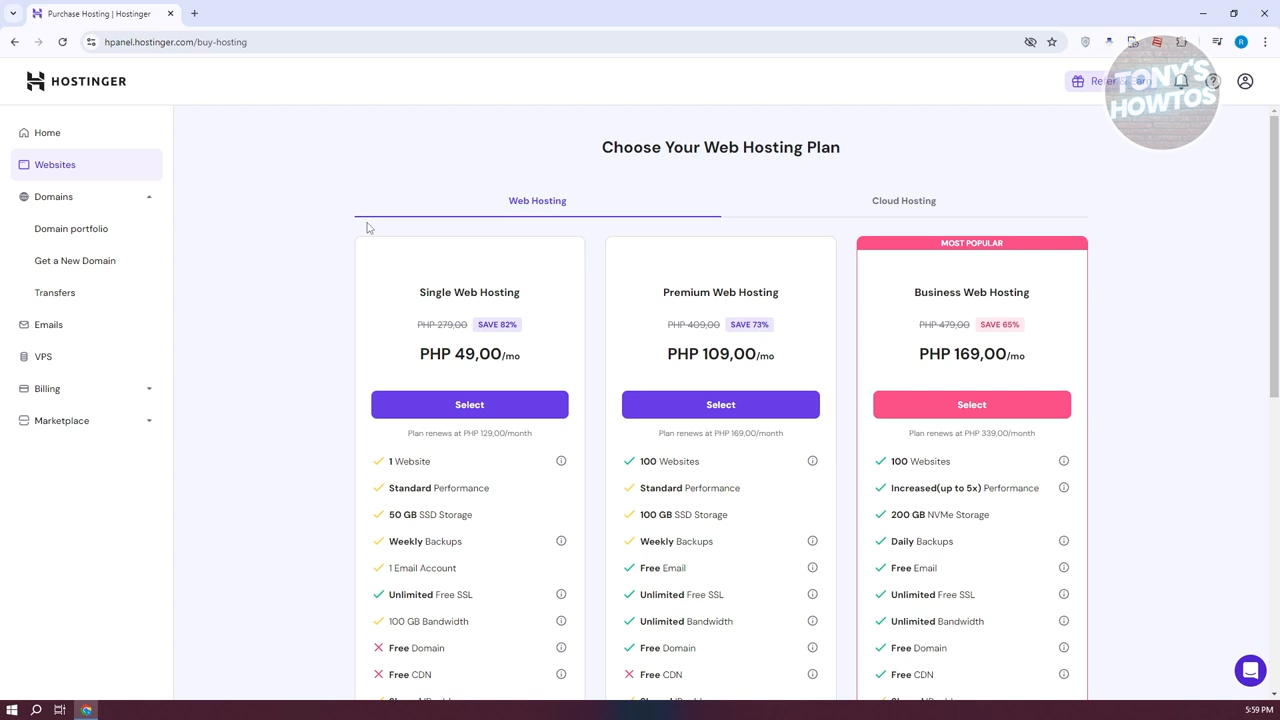 Purchase Hosting | Hostinger
hpanel.hostinger.com/buy-hosting
R
HOSTINGER
Refer & Earn
TONY'S
HOWTOS
Home
Websites
Domains
Domain portfolio
Get a New Domain
Transfers
Emails
VPS
Billing
Marketplace
Choose Your Web Hosting Plan
Web Hosting
Cloud Hosting
Single Web Hosting
PHP 279,00 SAVE 82%
PHP 49,00/mo
Select
Plan renews at PHP 129,00/month
1 Website
Standard Performance
50 GB SSD Storage
Weekly Backups
1 Email Account
Unlimited Free SSL
100 GB Bandwidth
Free Domain
Free CDN
Premium Web Hosting
PHP 409,00 SAVE 73%
PHP 109,00/mo
Select
Plan renews at PHP 169,00/month
100 Websites
Standard Performance
100 GB SSD Storage
Weekly Backups
Free Email
Unlimited Free SSL
Unlimited Bandwidth
Free Domain
Free CDN
MOST POPULAR
Business Web Hosting
PHP 479,00 SAVE 65%
PHP 169,00/mo
Select
Plan renews at PHP 339,00/month
100 Websites
Increased(up to 5x) Performance
200 GB NVMe Storage
Daily Backups
Free Email
Unlimited Free SSL
Unlimited Bandwidth
Free Domain
Free CDN
5:59 PM